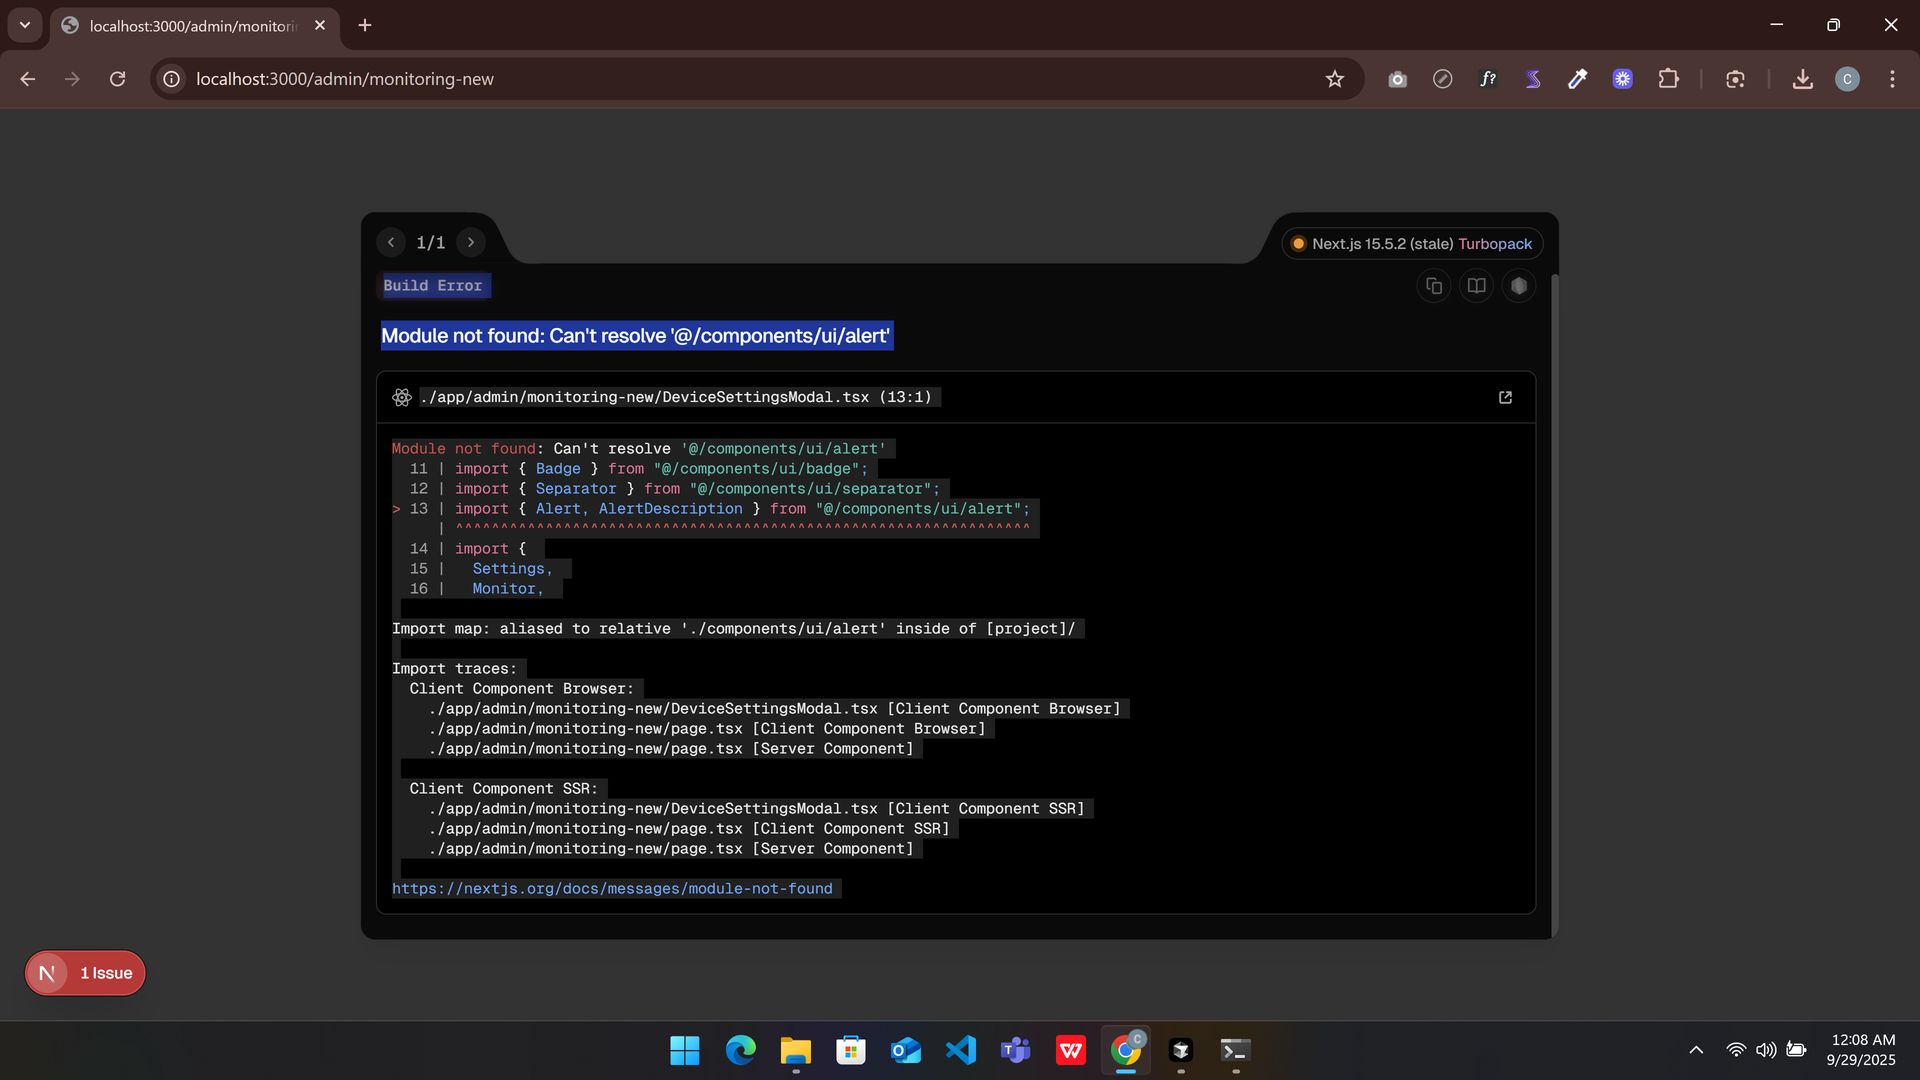 localhost:3000/admin/monitorin
localhost:3000/admin/monitoring-new
f?
C
1/1
Next.js 15.5.2 (stale) Turbopack
Build Error
Module not found: Can't resolve '@/components/ui/alert'
./app/admin/monitoring-new/DeviceSettingsModal.tsx (13:1)
Module not found: Can't resolve '@/components/ui/alert'
11 | import { Badge } from "@/components/ui/badge";
12 | import { Separator } from "@/components/ui/separator";
> 13 | import { Alert, AlertDescription } from "@/components/ui/alert";
| ^^^^^^^^^^^^^^^^^^^^^^^^^^^^^^^^^^^^^^^^^^^^^^^^^^^^^^^^^^^^^^^^
14 | import {
15 |   Settings,
16 |   Monitor,
Import map: aliased to relative './components/ui/alert' inside of [project]/
Import traces:
Client Component Browser:
./app/admin/monitoring-new/DeviceSettingsModal.tsx [Client Component Browser]
./app/admin/monitoring-new/page.tsx [Client Component Browser]
./app/admin/monitoring-new/page.tsx [Server Component]
Client Component SSR:
./app/admin/monitoring-new/DeviceSettingsModal.tsx [Client Component SSR]
./app/admin/monitoring-new/page.tsx [Client Component SSR]
./app/admin/monitoring-new/page.tsx [Server Component]
https://nextjs.org/docs/messages/module-not-found
N 1 Issue
C
12:08 AM
9/29/2025